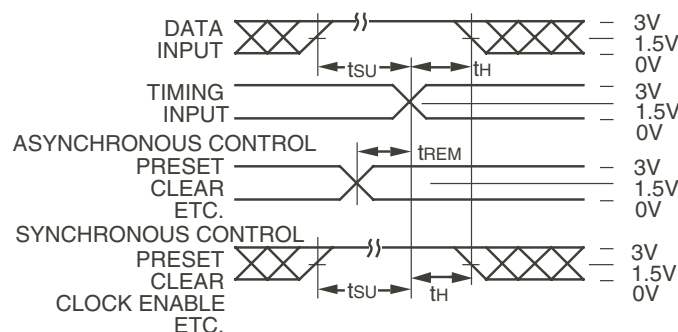 DATA
INPUT
3V
1.5V
0V
tSU
tH
TIMING
INPUT
3V
1.5V
0V
ASYNCHRONOUS CONTROL
tREM
PRESET
CLEAR
ETC.
3V
1.5V
0V
SYNCHRONOUS CONTROL
PRESET
CLEAR
CLOCK ENABLE
ETC.
3V
1.5V
0V
tSU
tH